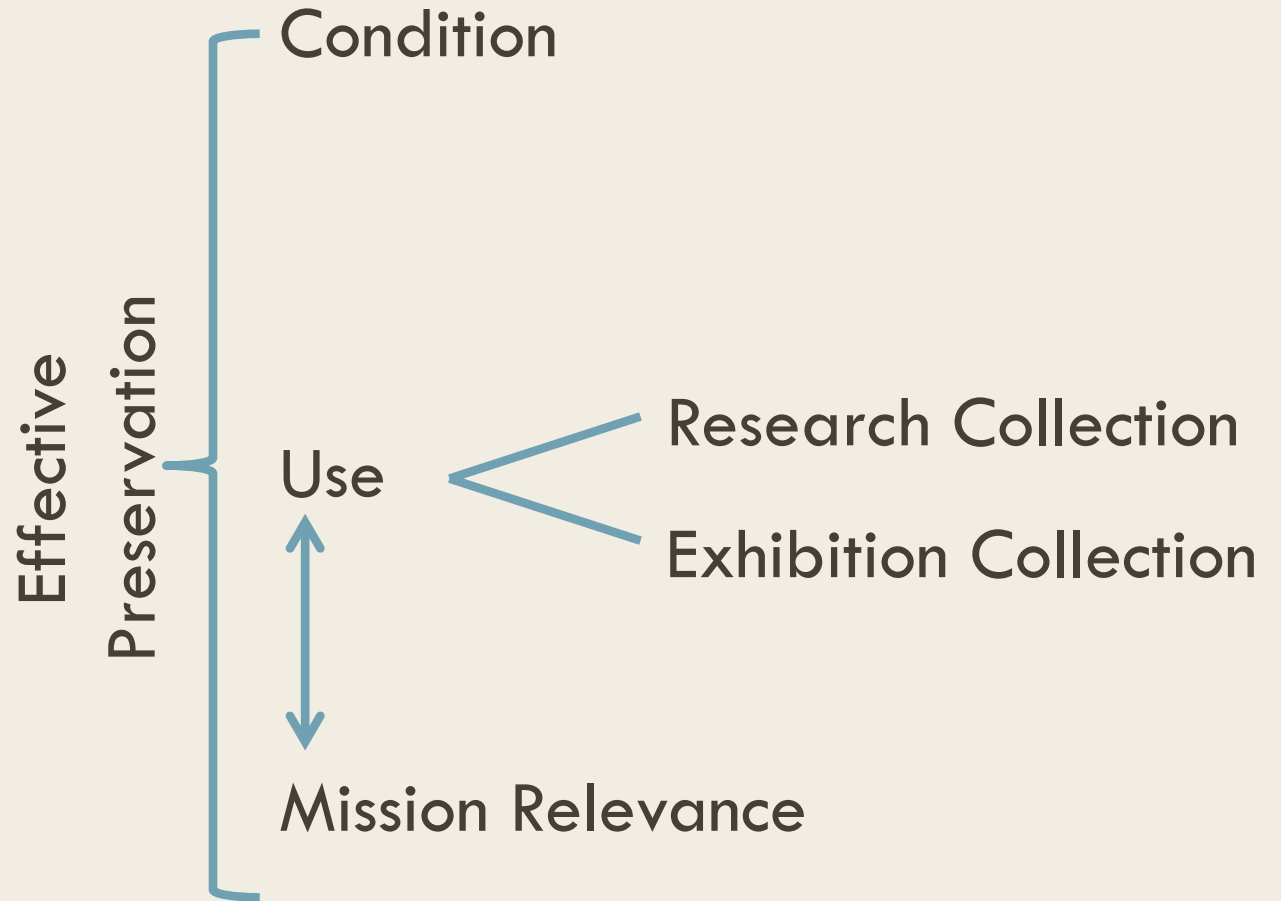 Effective
Preservation
Condition
Use
Research Collection
Exhibition Collection
Mission Relevance